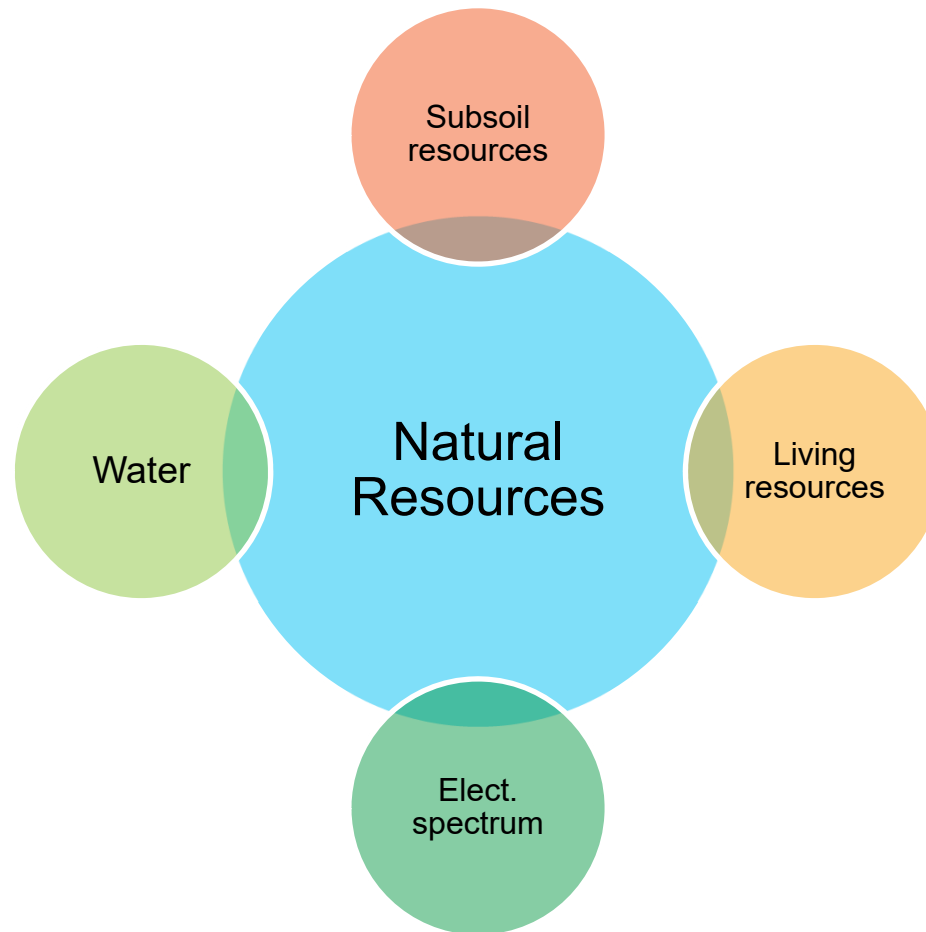 Subsoil
resources
Water
Natural
Resources
Living
resources
Elect.
spectrum